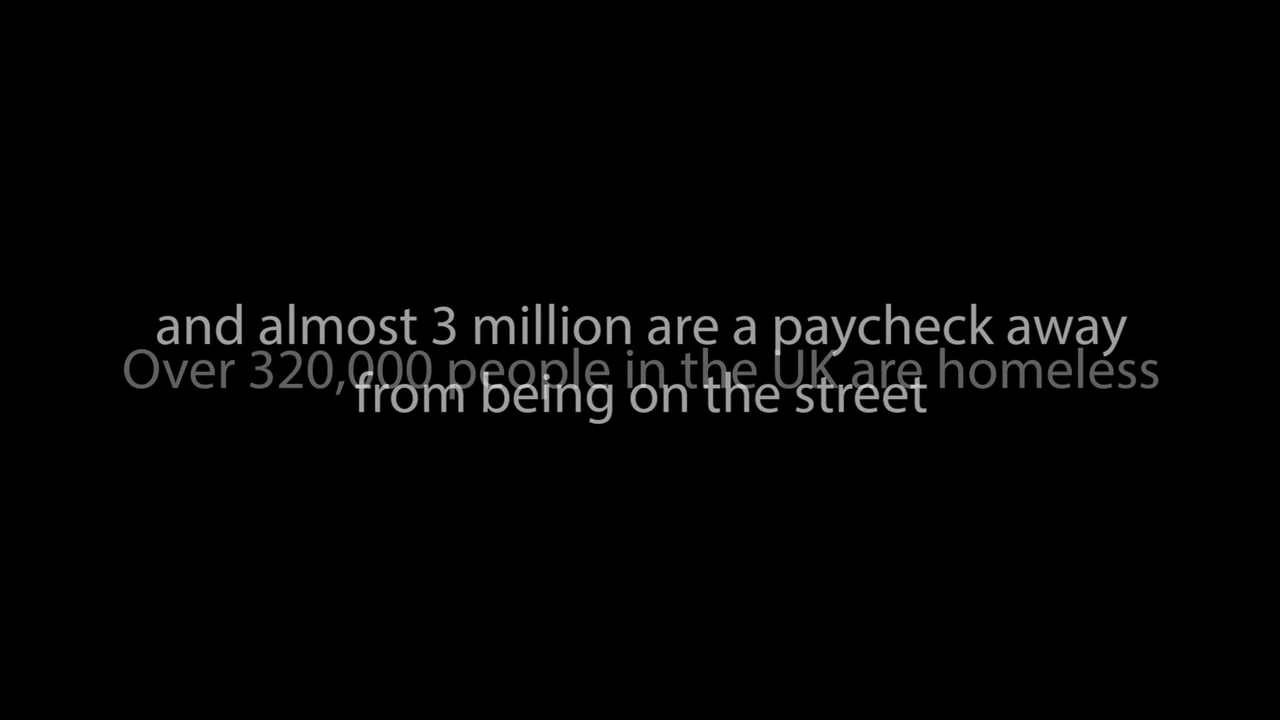 and almost 3 million are a paycheck away
Over 320,000 people in the UK are homeless
from being on the street